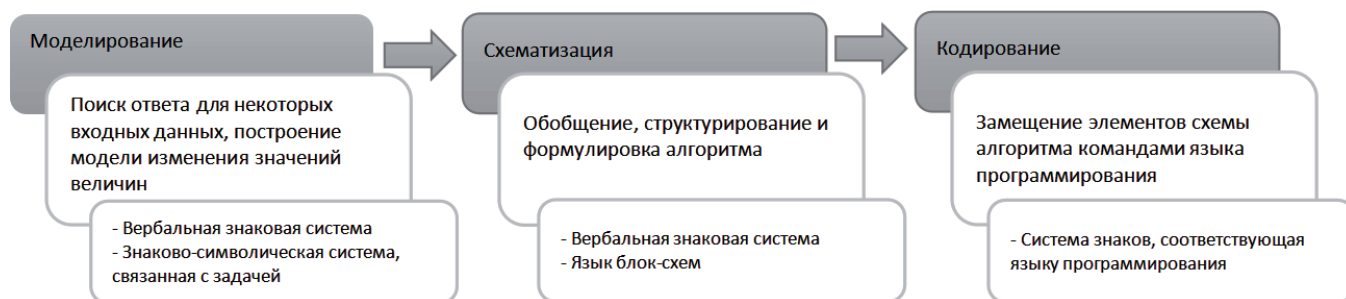 Моделирование
Поиск ответа для некоторых
входных данных, построение
модели изменения значений
величин
- Вербальная знаковая система
- Знаково-символическая система,
связанная с задачей
Схематизация
Обобщение, структурирование и
формулировка алгоритма
- Вербальная знаковая система
- Язык блок-схем
Кодирование
Замещение элементов схемы
алгоритма командами языка
программирования
- Система знаков, соответствующая
языку программирования